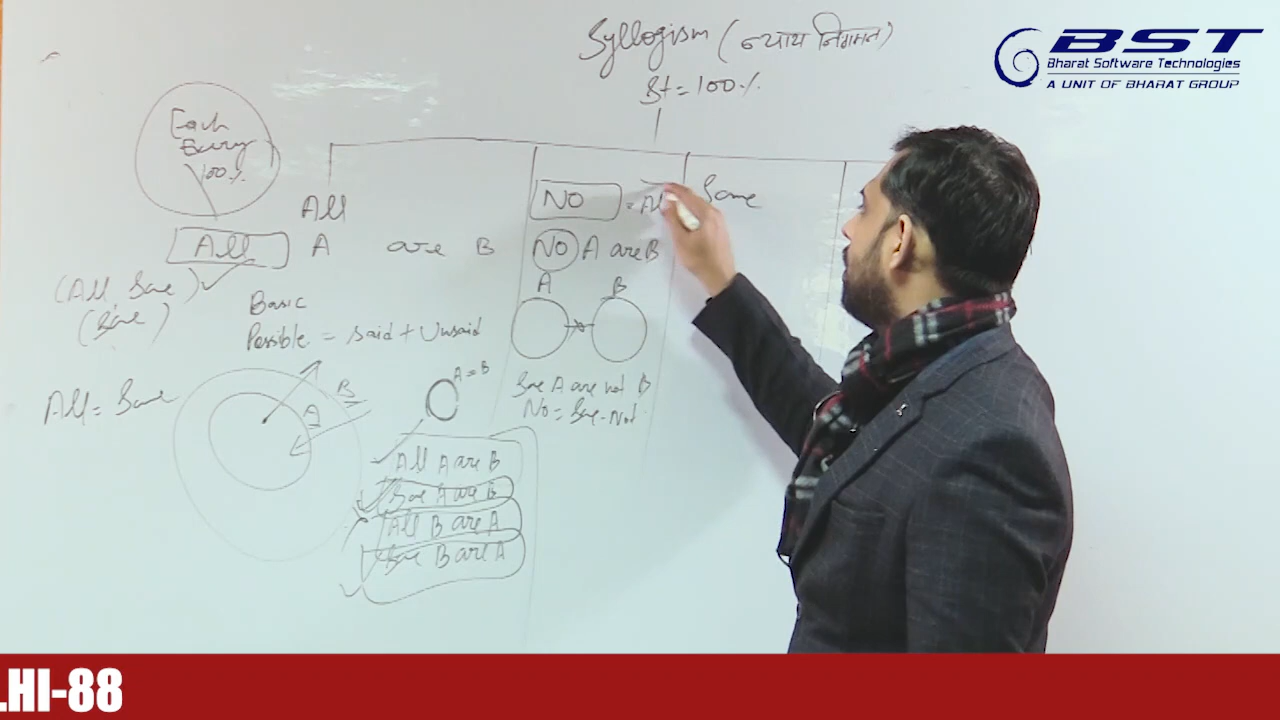 Syllogism (न्याय निगमन)
St = 100%
BST
Bharat Software Technologies
A UNIT OF BHARAT GROUP
Each
Every
100%
All
All A are B
(All, Some)
(Some)
Basic
Possible = Said + Unsaid
All = Some
B
A
A = B
All A are B
Some A are B
All B are A
Some B are A
NO = All
NO A are B
A B
Some A are not B
No = Some-Not
Some
.HI-88